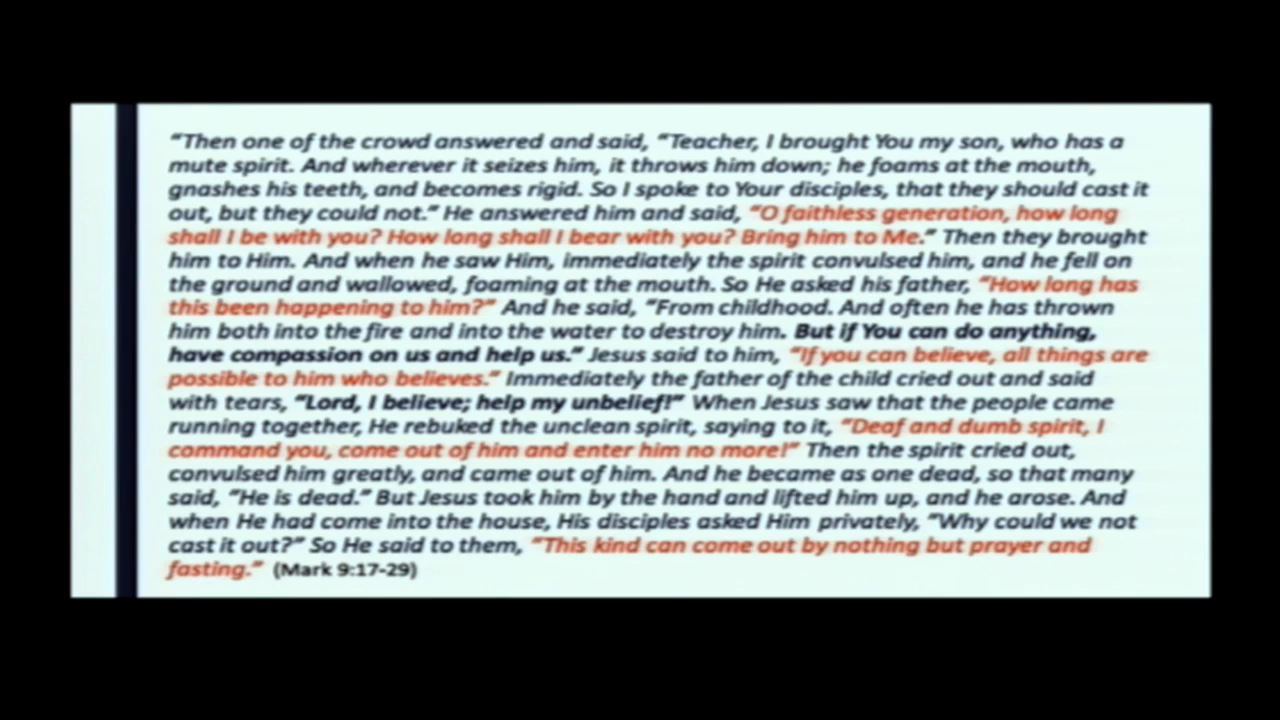 “Then one of the crowd answered and said, “Teacher, I brought You my son, who has a
mute spirit. And wherever it seizes him, it throws him down; he foams at the mouth,
gnashes his teeth, and becomes rigid. So I spoke to Your disciples, that they should cast it
out, but they could not.” He answered him and said, “O faithless generation, how long
shall I be with you? How long shall I bear with you? Bring him to Me.” Then they brought
him to Him. And when he saw Him, immediately the spirit convulsed him, and he fell on
the ground and wallowed, foaming at the mouth. So He asked his father, “How long has
this been happening to him?” And he said, “From childhood. And often he has thrown
him both into the fire and into the water to destroy him. But if You can do anything,
have compassion on us and help us.” Jesus said to him, “If you can believe, all things are
possible to him who believes.” Immediately the father of the child cried out and said
with tears, “Lord, I believe; help my unbelief!” When Jesus saw that the people came
running together, He rebuked the unclean spirit, saying to it, “Deaf and dumb spirit, I
command you, come out of him and enter him no more!” Then the spirit cried out,
convulsed him greatly, and came out of him. And he became as one dead, so that many
said, “He is dead.” But Jesus took him by the hand and lifted him up, and he arose. And
when He had come into the house, His disciples asked Him privately, “Why could we not
cast it out?” So He said to them, “This kind can come out by nothing but prayer and
fasting.” (Mark 9:17-29)